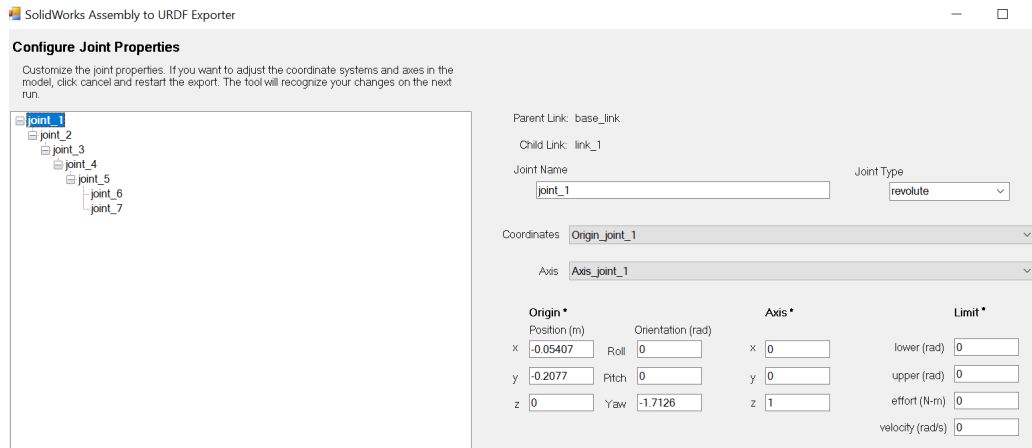 SolidWorks Assembly to URDF Exporter
Configure Joint Properties
Customize the joint properties. If you want to adjust the coordinate systems and axes in the
model, click cancel and restart the export. The tool will recognize your changes on the next
run.
joint_1
joint_2
joint_3
joint_4
joint_5
joint_6
joint_7
Parent Link: base_link
Child Link: link_1
Joint Name
Joint Type
joint_1
revolute
Coordinates Origin_joint_1
Axis Axis_joint_1
Origin * Axis * Limit *
Position (m) Orientation (rad)
x -0.05407 Roll 0 x 0 lower (rad) 0
y -0.2077 Pitch 0 y 0 upper (rad) 0
z 0 Yaw -1.7126 z 1 effort (N-m) 0
velocity (rad/s) 0